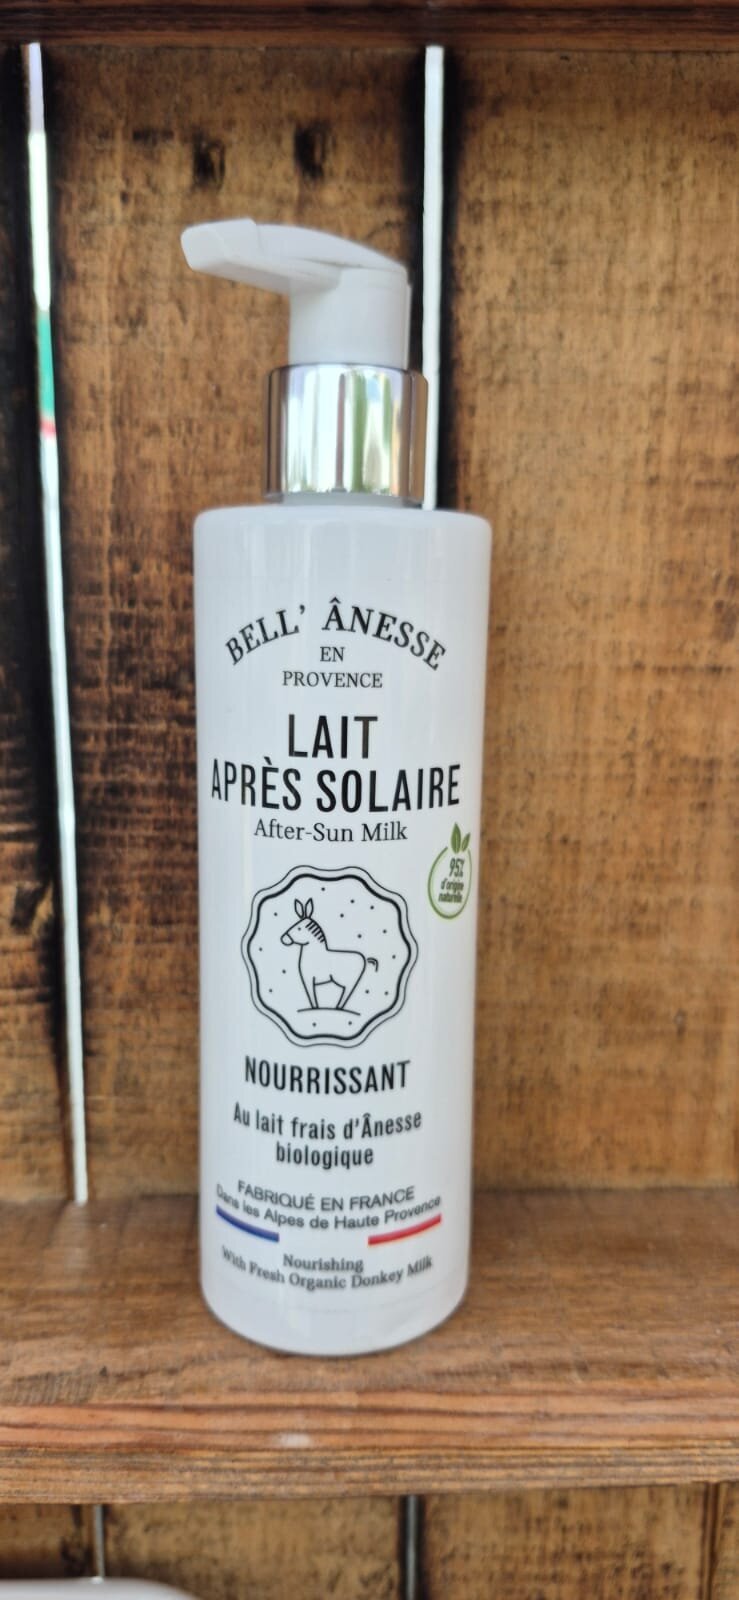 BELL' ÂNESSE
EN
PROVENCE
LAIT
APRÈS SOLAIRE
After-Sun Milk
95%
d'origine
naturelle
NOURRISSANT
Au lait frais d'Ânesse
biologique
FABRIQUÉ EN FRANCE
Dans les Alpes de Haute Provence
Nourishing
With Fresh Organic Donkey Milk